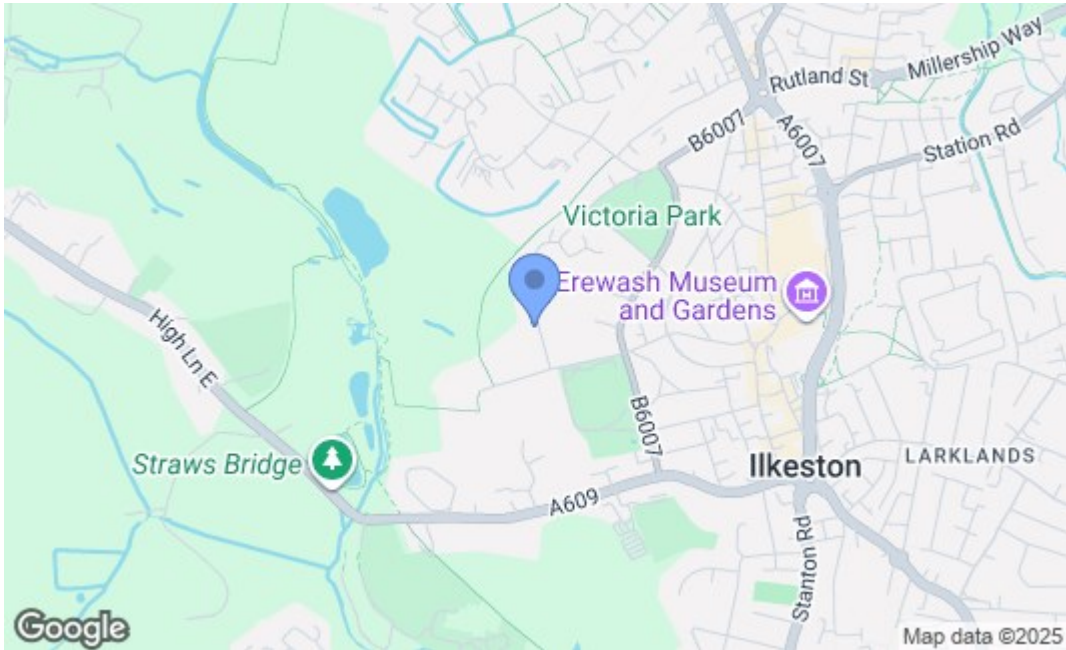 Millership Way
Rutland St
B6007
A6007
Station Rd
Victoria Park
Erewash Museum
and Gardens
High Ln E
B6007
Straws Bridge
Ilkeston
LARKLANDS
A609
Stanton Rd
Google
Map data ©2025